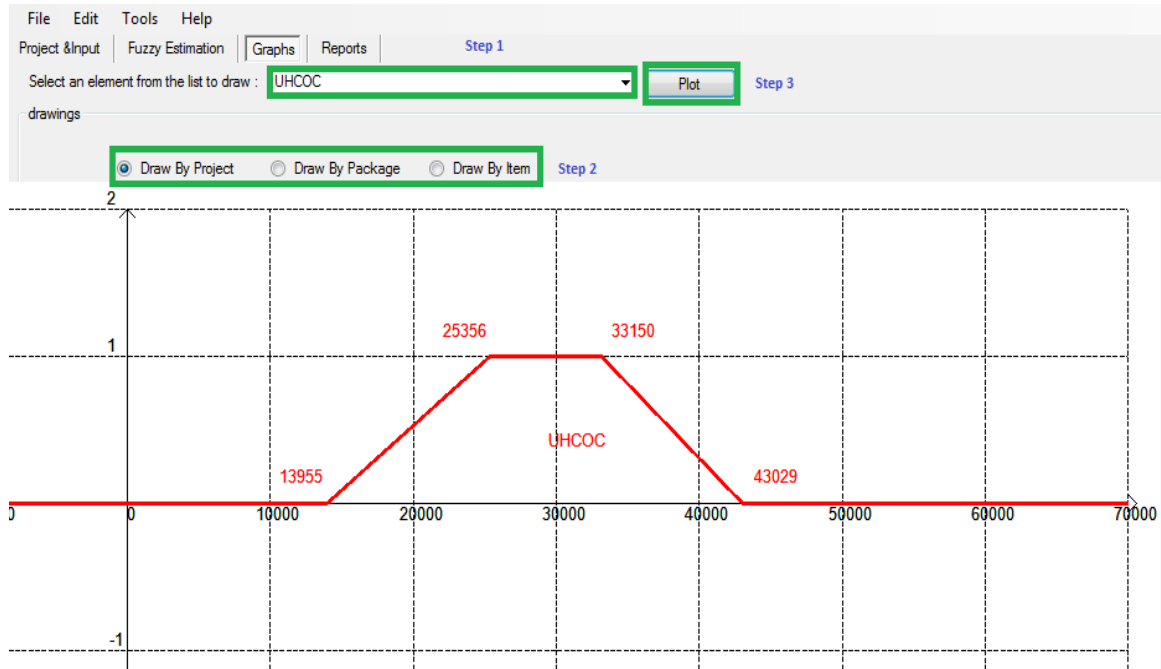 File Edit Tools Help
Project &Input Fuzzy Estimation Graphs Reports Step 1
Select an element from the list to draw : UHCOC Plot Step 3
drawings
Draw By Project Draw By Package Draw By Item Step 2
2
1
25356 33150
UHCOC
13955 43029
0 0 10000 20000 30000 40000 50000 60000 70000
-1